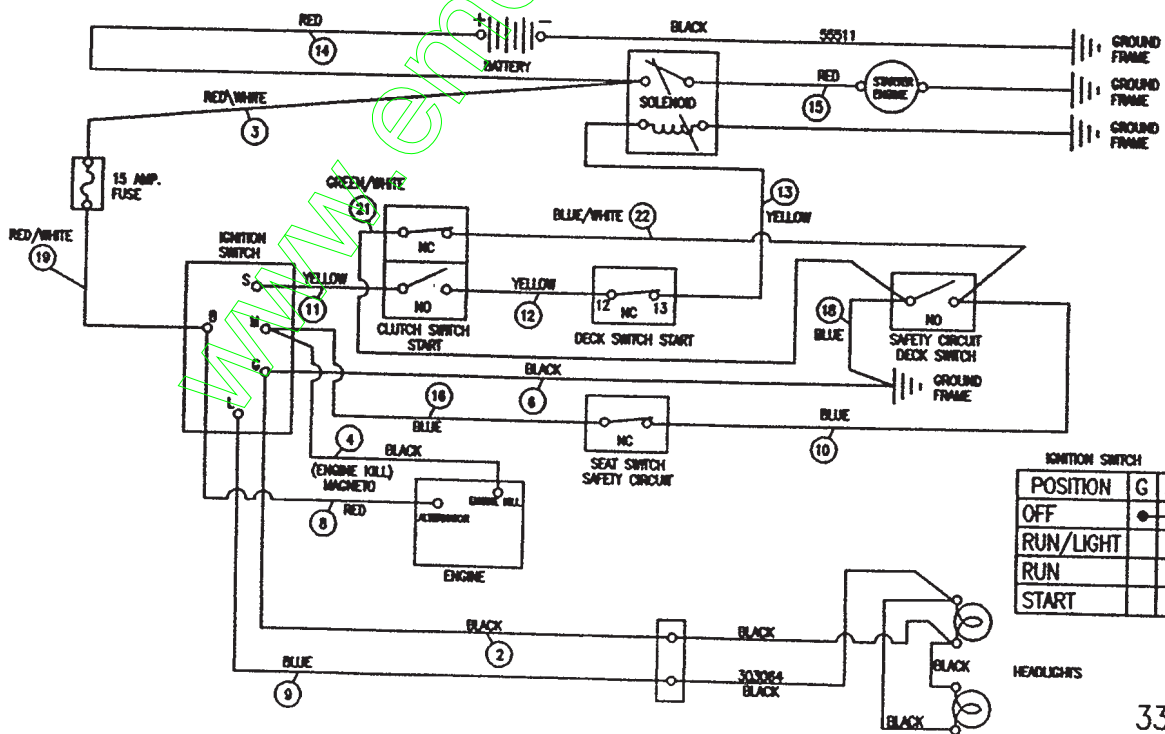 RED
14
+
-
BATTERY
BLACK
55511
GROUND
FRAME
RED\WHITE
3
SOLENOID
RED
15
STARTER
ENGINE
GROUND
FRAME
GROUND
FRAME
15 AMP.
FUSE
GREEN/WHITE
21
NC
BLUE/WHITE
22
13
YELLOW
RED/WHITE
19
IGNITION
SWITCH
S
B
M
G
L
YELLOW
11
NO
CLUTCH SWITCH
START
YELLOW
12
12
13
NC
DECK SWITCH START
18
BLUE
NO
SAFETY CIRCUIT
DECK SWITCH
BLACK
6
GROUND
FRAME
16
BLUE
NC
SEAT SWITCH
SAFETY CIRCUIT
BLUE
10
4
BLACK
(ENGINE KILL)
MAGNETO
8
RED
ALTERNATOR
ENGINE KILL
ENGINE
IGNITION SWITCH
POSITION G
OFF
RUN/LIGHT
RUN
START
BLACK
2
BLACK
BLUE
9
303064
BLACK
BLACK
BLACK
HEADLIGHTS
33
www.em